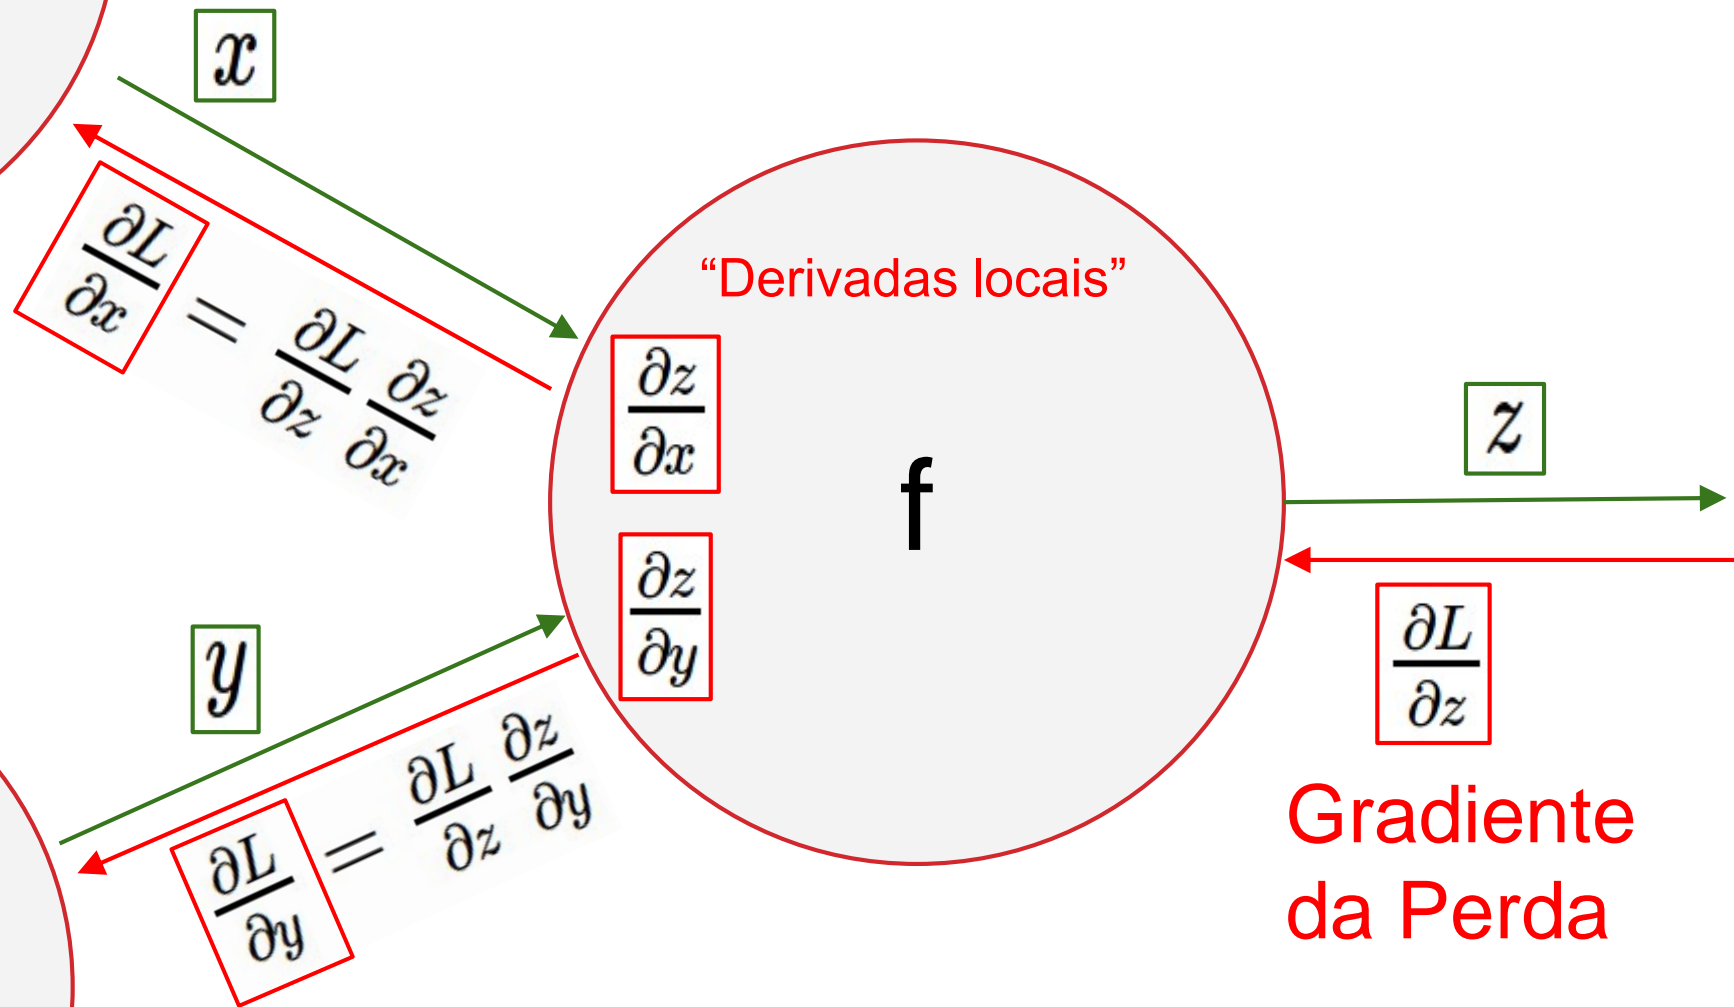 x
∂L/∂x = ∂L/∂z ∂z/∂x
“Derivadas locais”
∂z/∂x
f
z
∂z/∂y
y
∂L/∂y = ∂L/∂z ∂z/∂y
∂L/∂z
Gradiente
da Perda